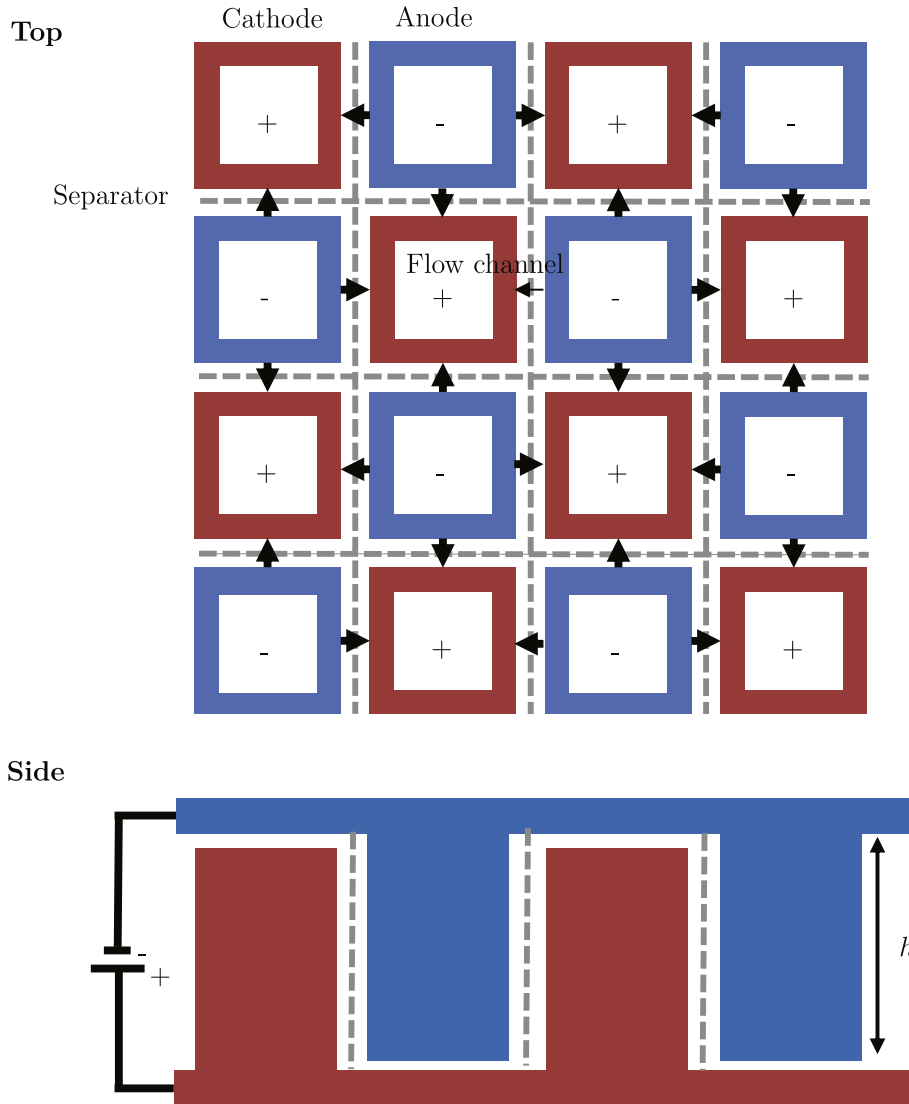 Top
Cathode Anode
+ - + -
Separator
- + - +
Flow channel
+ - + -
- + - +
Side
-
+
h